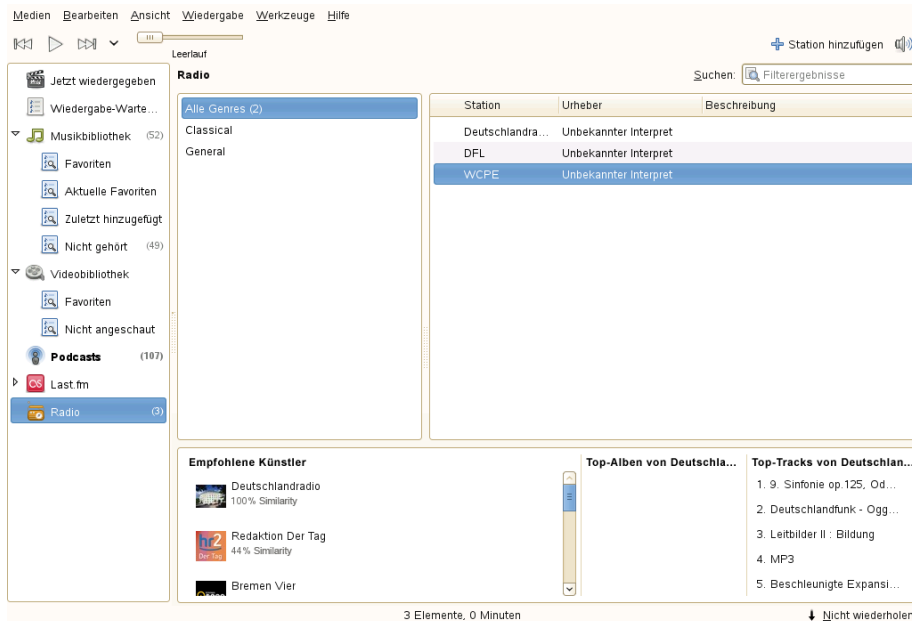 Medien Bearbeiten Ansicht Wiedergabe Werkzeuge Hilfe
Leerlauf
Station hinzufügen
Jetzt wiedergegeben
Wiedergabe-Warte...
Musikbibliothek (52)
Favoriten
Aktuelle Favoriten
Zuletzt hinzugefügt
Nicht gehört (49)
Videobibliothek
Favoriten
Nicht angeschaut
Podcasts (107)
Last.fm
Radio (3)
Radio
Suchen: Filterergebnisse
Alle Genres (2)
Classical
General
Station Urheber Beschreibung
Deutschlandra... Unbekannter Interpret
DFL Unbekannter Interpret
WCPE Unbekannter Interpret
Empfohlene Künstler
Deutschlandradio
100% Similarity
hr2
Der Tag
Redaktion Der Tag
44% Similarity
Bremen Vier
Top-Alben von Deutschla...
Top-Tracks von Deutschlan...
1. 9. Sinfonie op.125, Od...
2. Deutschlandfunk - Ogg...
3. Leitbilder II : Bildung
4. MP3
5. Beschleunigte Expansi...
3 Elemente, 0 Minuten
Nicht wiederholen